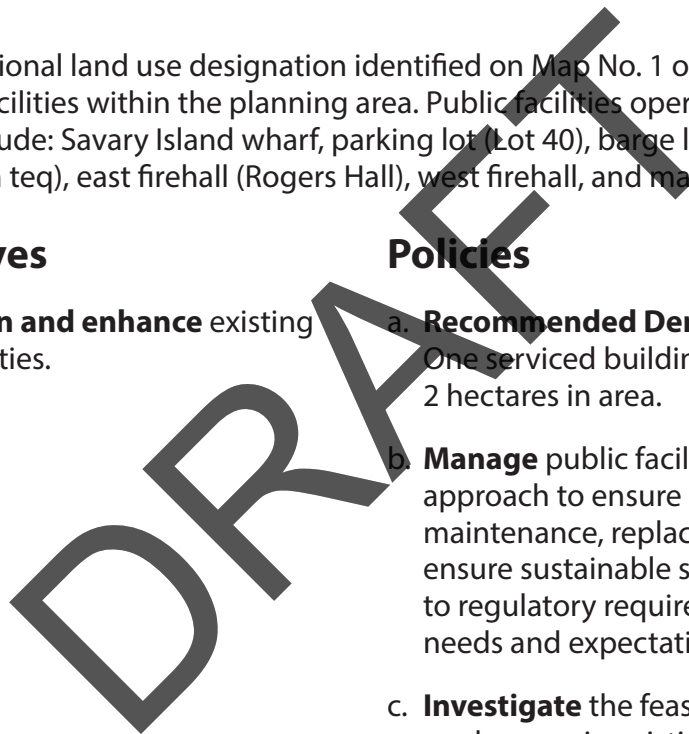 ional land use designation identified on Map No. 1 o
cilities within the planning area. Public facilities oper
ude: Savary Island wharf, parking lot (Lot 40), barge l
teq), east firehall (Rogers Hall), west firehall, and ma
ves
n and enhance existing
ties.
Policies
a. Recommended Der
One serviced buildin
2 hectares in area.
b. Manage public facil
approach to ensure
maintenance, replac
ensure sustainable s
to regulatory require
needs and expectati
c. Investigate the feas
DRAFT